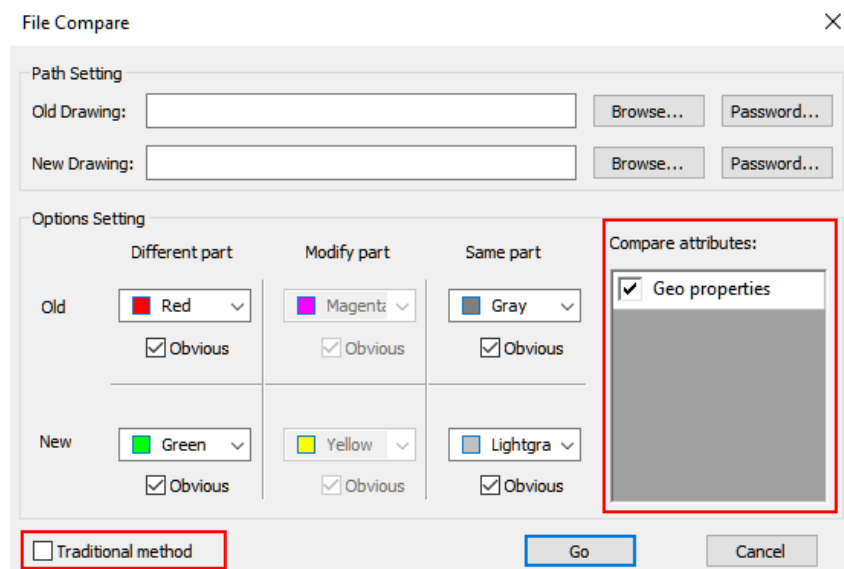 File Compare
Path Setting
Old Drawing:
Browse...
Password...
New Drawing:
Browse...
Password...
Options Setting
Different part
Modify part
Same part
Compare attributes:
Geo properties
Old
Red
Magenta
Gray
Obvious
Obvious
Obvious
New
Green
Yellow
Lightgra
Obvious
Obvious
Obvious
Traditional method
Go
Cancel